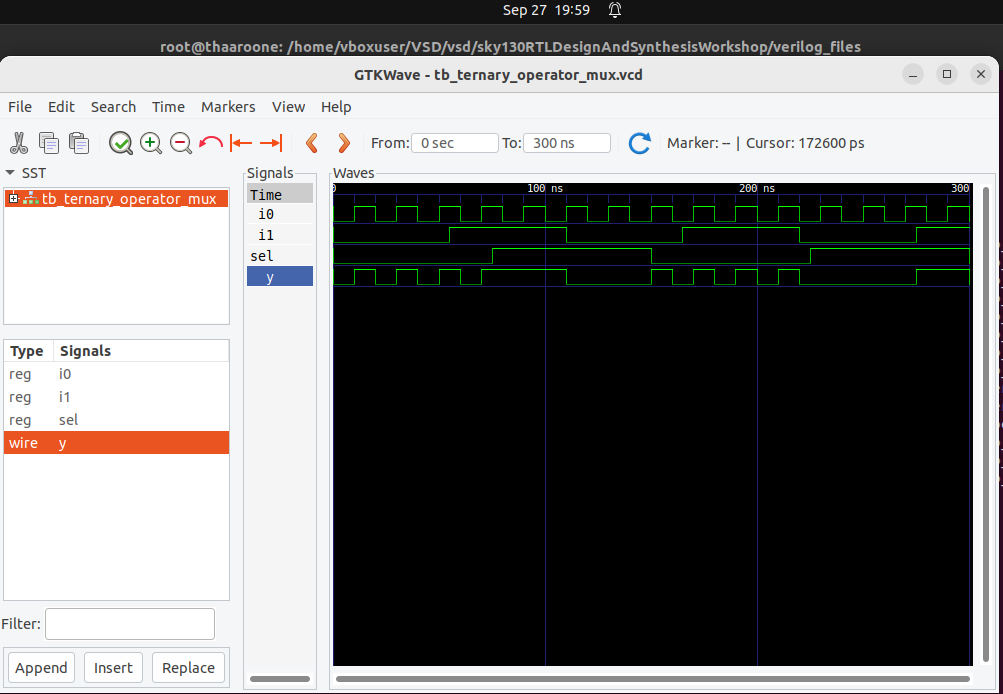 Sep 27 19:59
root@thaaroone: /home/vboxuser/VSD/vsd/sky130RTLDesignAndSynthesisWorkshop/verilog_files
GTKWave - tb_ternary_operator_mux.vcd
File Edit Search Time Markers View Help
From: 0 sec To: 300 ns Marker: -- | Cursor: 172600 ps
SST
tb_ternary_operator_mux
Type Signals
reg i0
reg i1
reg sel
wire y
Filter:
Append Insert Replace
Signals
Time
i0
i1
sel
y
Waves
0 100 ns 200 ns 300